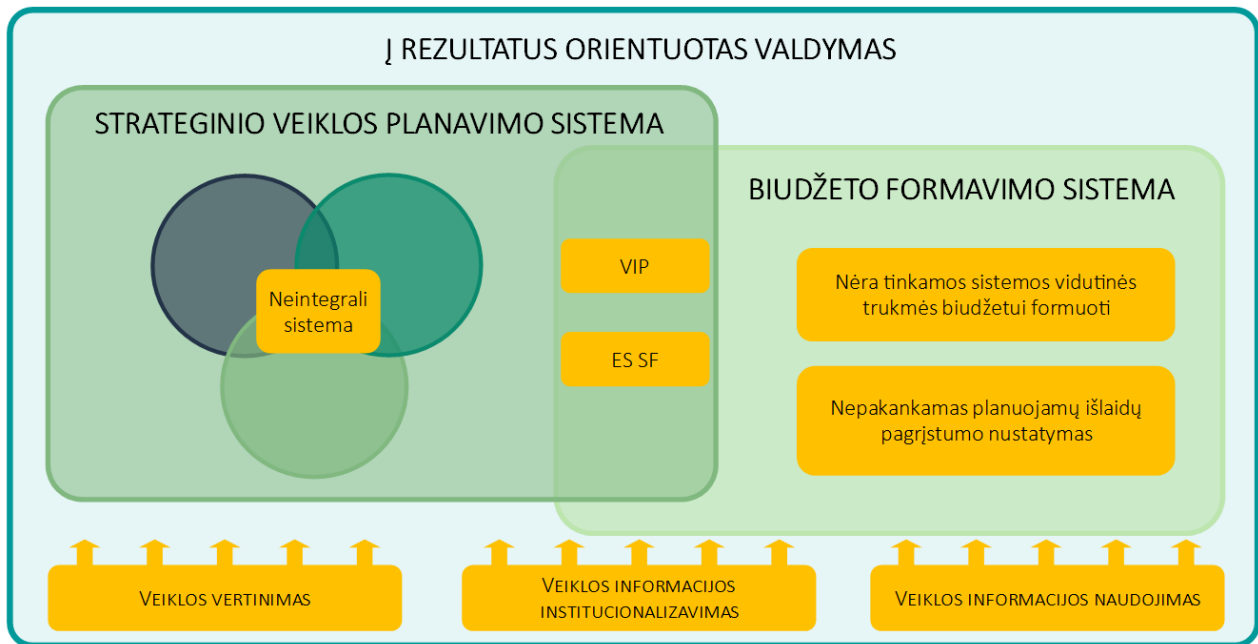 Į REZULTATUS ORIENTUOTAS VALDYMAS
STRATEGINIO VEIKLOS PLANAVIMO SISTEMA
BIUDŽETO FORMAVIMO SISTEMA
Neintegrali
sistema
VIP
ES SF
Nėra tinkamos sistemos vidutinės
trukmės biudžetui formuoti
Nepakankamas planuojamų išlaidų
pagrįstumo nustatymas
VEIKLOS VERTINIMAS
VEIKLOS INFORMACIJOS
INSTITUCIONALIZAVIMAS
VEIKLOS INFORMACIJOS NAUDOJIMAS